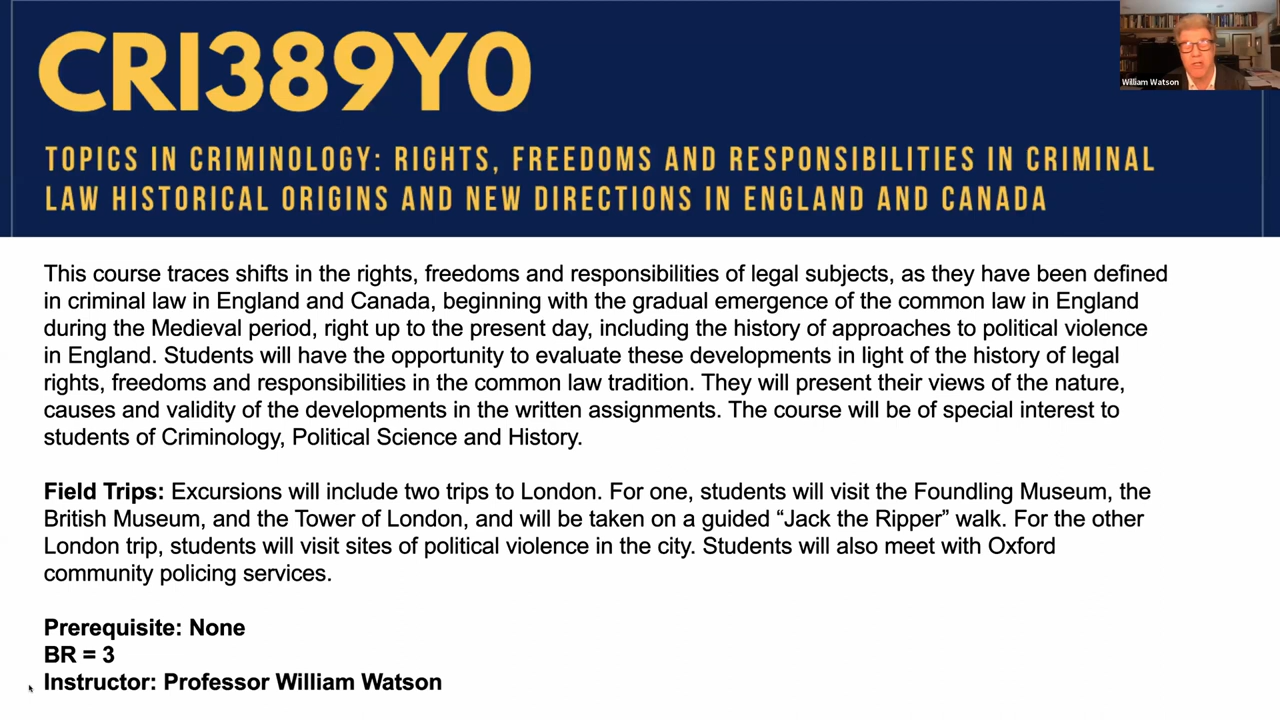 CRI389Y0
William Watson
TOPICS IN CRIMINOLOGY: RIGHTS, FREEDOMS AND RESPONSIBILITIES IN CRIMINAL
LAW HISTORICAL ORIGINS AND NEW DIRECTIONS IN ENGLAND AND CANADA
This course traces shifts in the rights, freedoms and responsibilities of legal subjects, as they have been defined
in criminal law in England and Canada, beginning with the gradual emergence of the common law in England
during the Medieval period, right up to the present day, including the history of approaches to political violence
in England. Students will have the opportunity to evaluate these developments in light of the history of legal
rights, freedoms and responsibilities in the common law tradition. They will present their views of the nature,
causes and validity of the developments in the written assignments. The course will be of special interest to
students of Criminology, Political Science and History.
Field Trips: Excursions will include two trips to London. For one, students will visit the Foundling Museum, the
British Museum, and the Tower of London, and will be taken on a guided “Jack the Ripper” walk. For the other
London trip, students will visit sites of political violence in the city. Students will also meet with Oxford
community policing services.
Prerequisite: None
BR = 3
Instructor: Professor William Watson